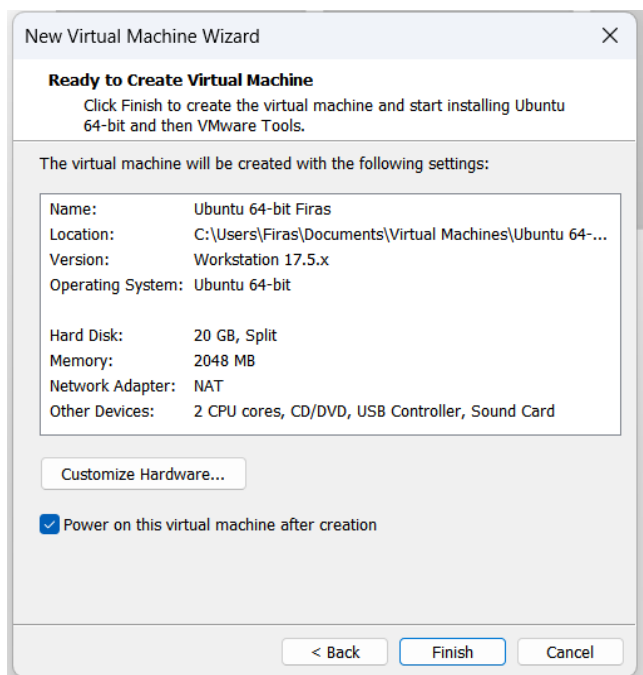 New Virtual Machine Wizard
Ready to Create Virtual Machine
Click Finish to create the virtual machine and start installing Ubuntu
64-bit and then VMware Tools.
The virtual machine will be created with the following settings:
Name: Ubuntu 64-bit Firas
Location: C:\Users\Firas\Documents\Virtual Machines\Ubuntu 64-...
Version: Workstation 17.5.x
Operating System: Ubuntu 64-bit
Hard Disk: 20 GB, Split
Memory: 2048 MB
Network Adapter: NAT
Other Devices: 2 CPU cores, CD/DVD, USB Controller, Sound Card
Customize Hardware...
Power on this virtual machine after creation
< Back Finish Cancel